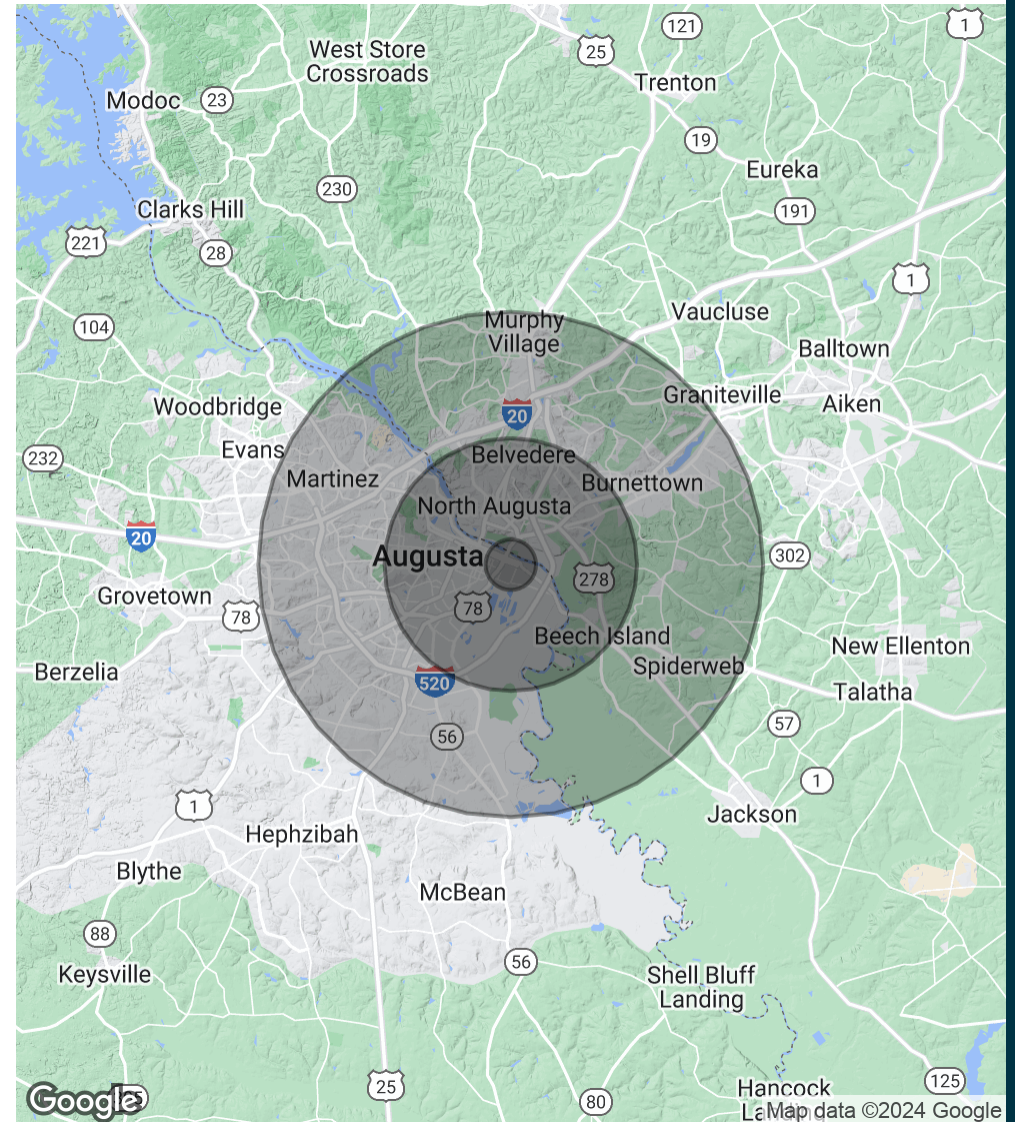 1
121
25
West Store
Crossroads
Trenton
Modoc
23
19
Eureka
230
191
Clarks Hill
221
28
1
104
Vaucluse
Murphy
Village
Balltown
Graniteville
Woodbridge
Aiken
20
Evans
232
Belvedere
Martinez
Burnettown
North Augusta
20
Augusta
302
278
Grovetown
78
78
Beech Island
New Ellenton
Berzelia
Spiderweb
520
Talatha
57
56
1
1
Jackson
Hephzibah
Blythe
McBean
88
56
Keysville
Shell Bluff
Landing
25
125
Hancock
80
Google
Map data ©2024 Google